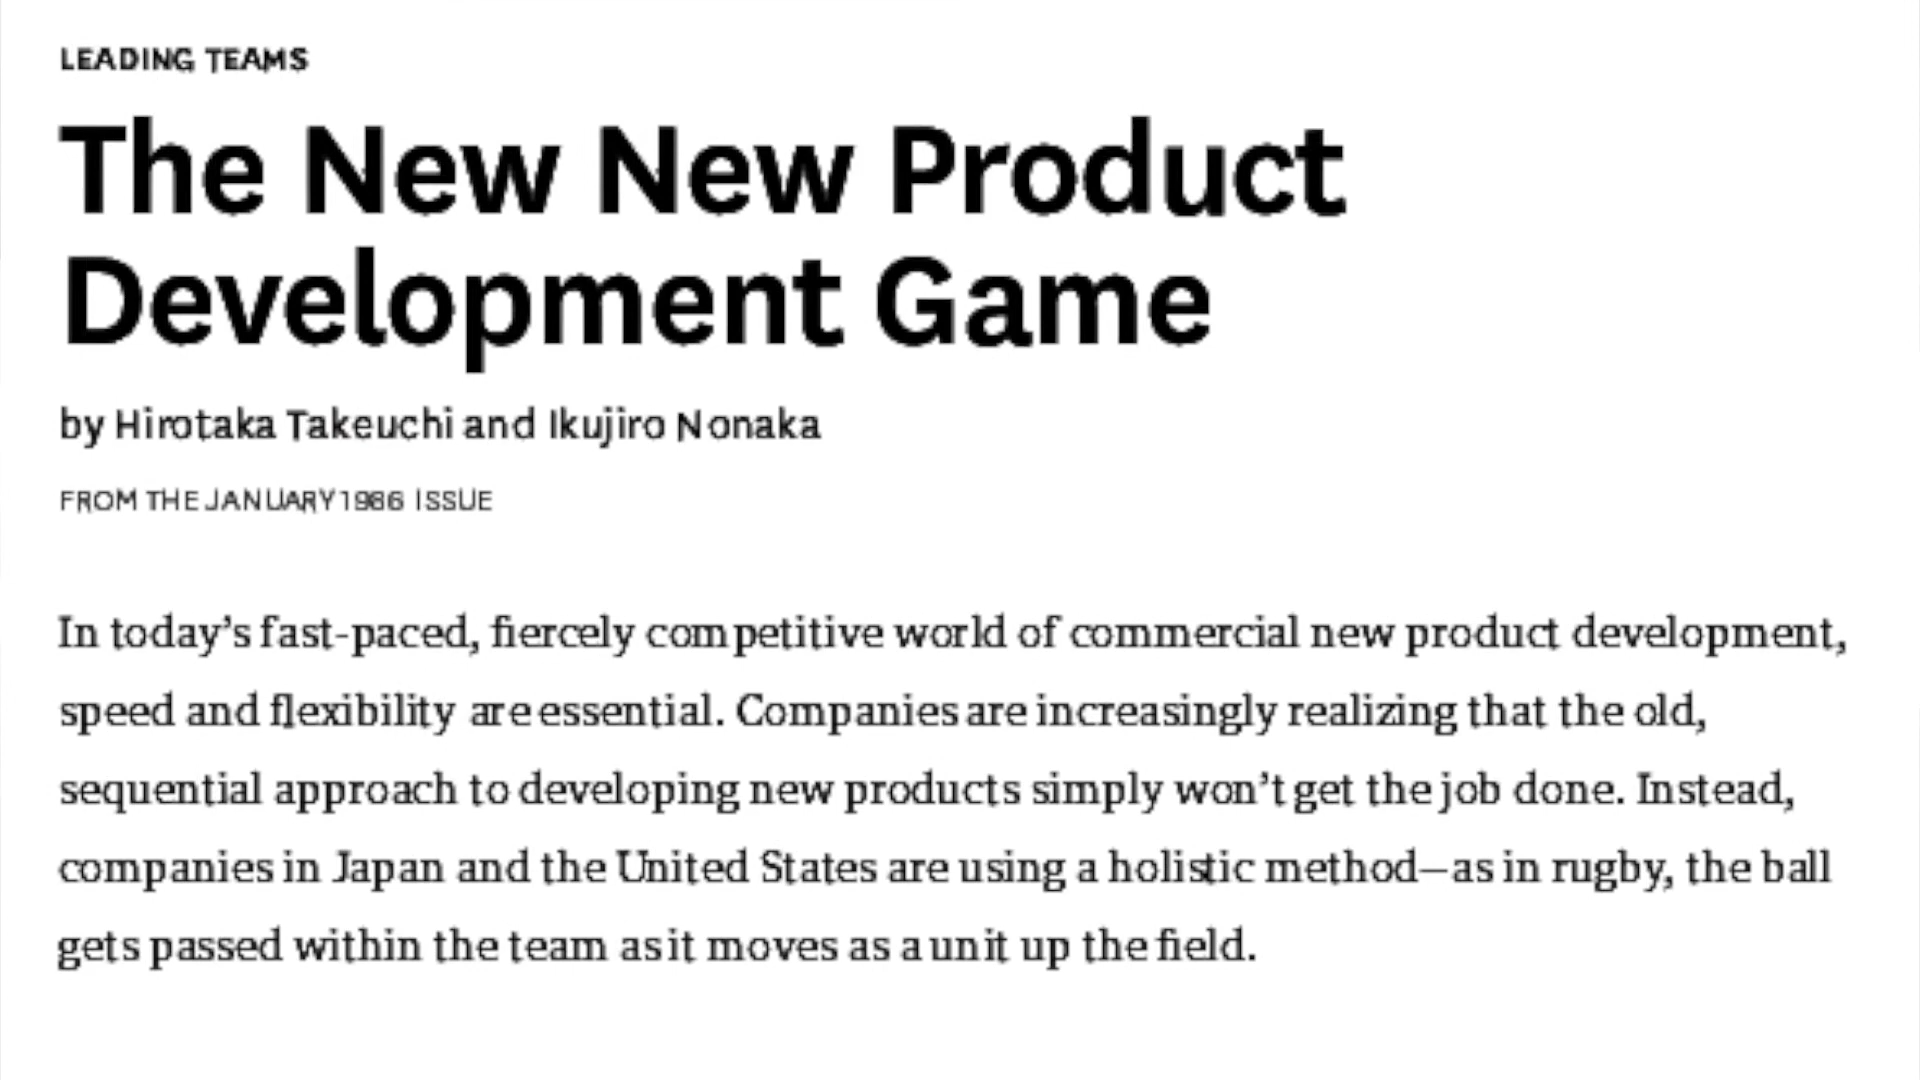 LEADING TEAMS
The New New Product
Development Game
by Hirotaka Takeuchi and Ikujiro Nonaka
FROM THE JANUARY 1986 ISSUE
In today’s fast-paced, fiercely competitive world of commercial new product development,
speed and flexibility are essential. Companies are increasingly realizing that the old,
sequential approach to developing new products simply won’t get the job done. Instead,
companies in Japan and the United States are using a holistic method—as in rugby, the ball
gets passed within the team as it moves as a unit up the field.